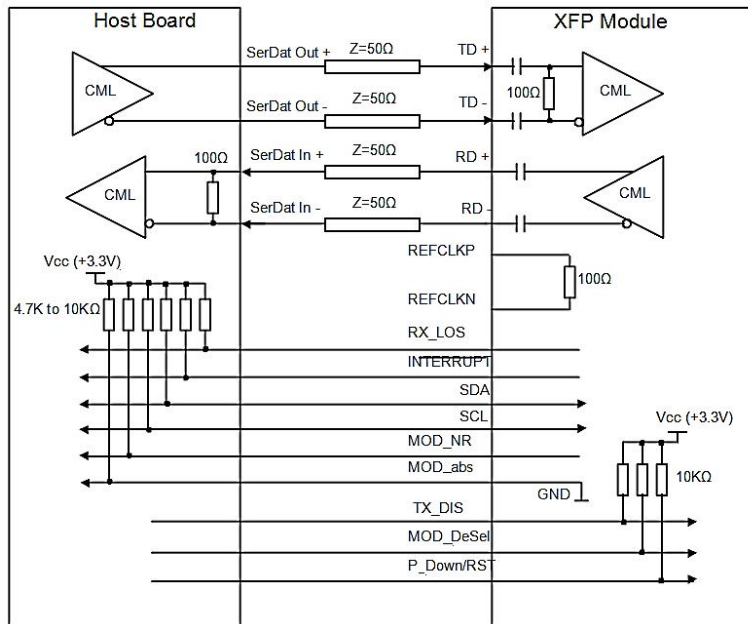 Host Board
XFP Module
CML
SerDat Out +
Z=50Ω
TD +
100Ω
CML
SerDat Out -
Z=50Ω
TD -
CML
100Ω
SerDat In +
Z=50Ω
RD +
CML
SerDat In -
Z=50Ω
RD -
Vcc (+3.3V)
4.7K to 10KΩ
REFCLKP
100Ω
REFCLKN
RX_LOS
INTERRUPT
SDA
SCL
MOD_NR
MOD_abs
GND
Vcc (+3.3V)
10KΩ
TX_DIS
MOD_DeSel
P_Down/RST